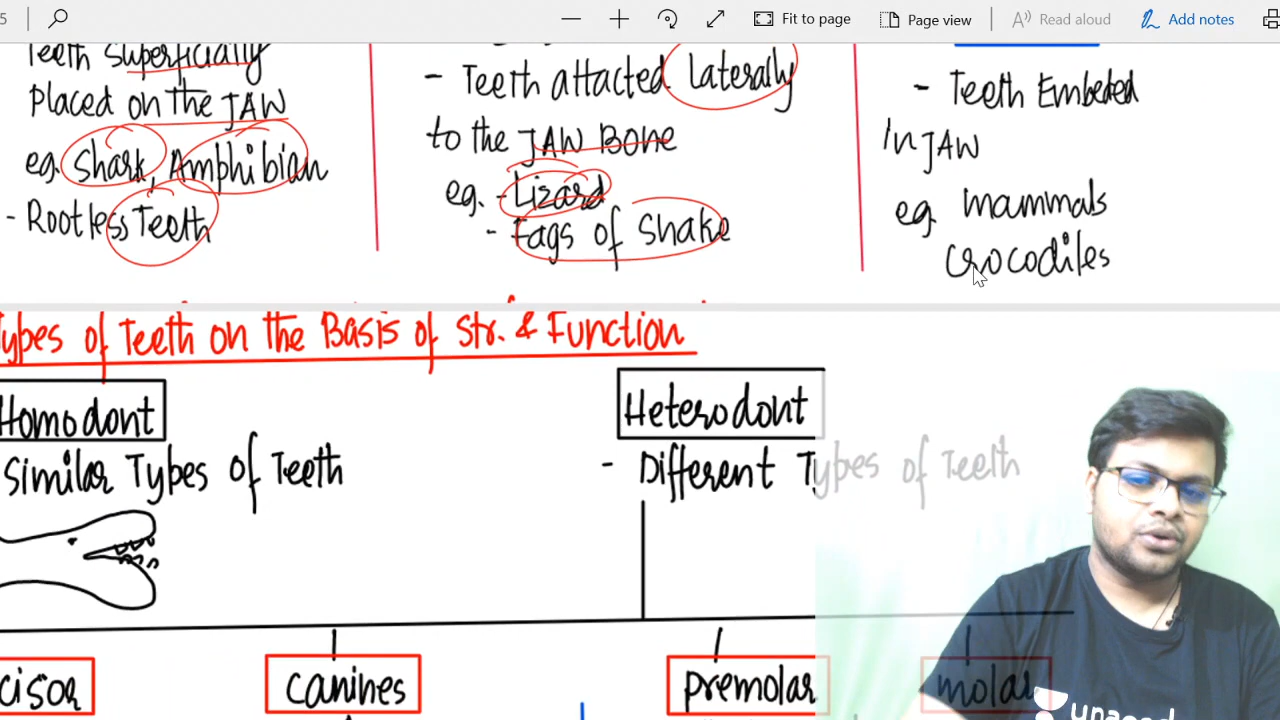 5
Fit to page
Page view
Read aloud
Add notes
Teeth Superficially
Placed on the JAW
eg. Shark, Amphibian
- Rootless Teeth
- Teeth attacted Laterally
to the JAW BONE
eg. - Lizard
- Fags of Snake
- Teeth Embeded
In JAW
eg. mammals
crocodiles
Types of Teeth on the Basis of Str. & Function
Homodont
Similar Types of Teeth
Heterodont
- Different Types of Teeth
cisor
canines
premolar
molar